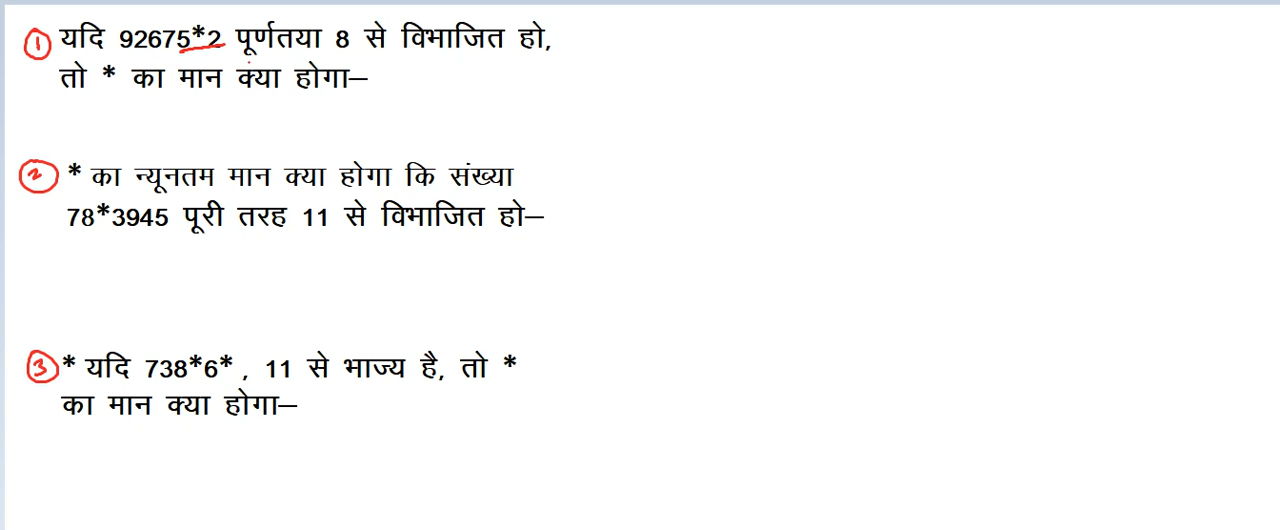 ① यदि 92675*2 पूर्णतया 8 से विभाजित हो,
तो * का मान क्या होगा–
② * का न्यूनतम मान क्या होगा कि संख्या
78*3945 पूरी तरह 11 से विभाजित हो–
③ * यदि 738*6*, 11 से भाज्य है, तो *
का मान क्या होगा–